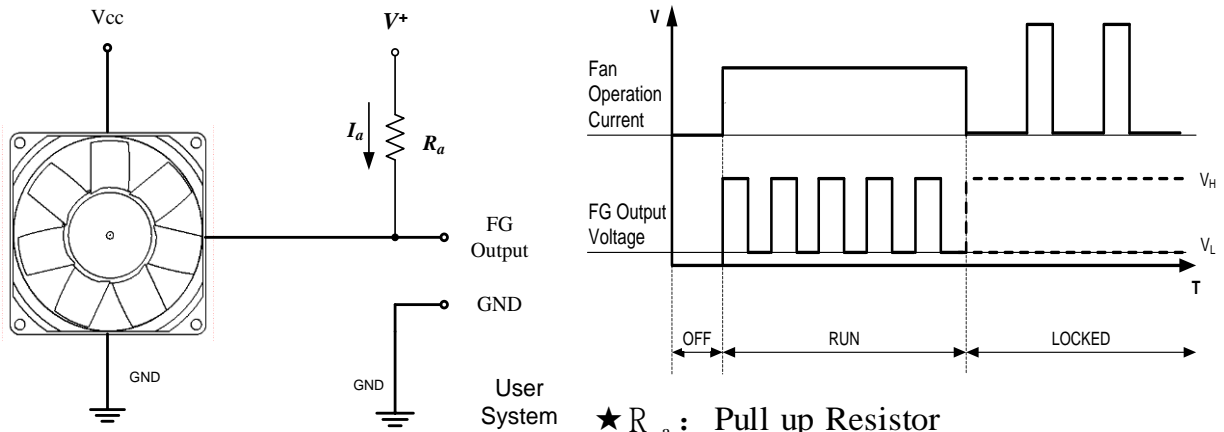 Vcc
V+
Ia
Ra
FG
Output
GND
GND
GND
User
System
V
Fan
Operation
Current
FG Output
Voltage
VH
VL
T
OFF
RUN
LOCKED
★Ra：Pull up Resistor